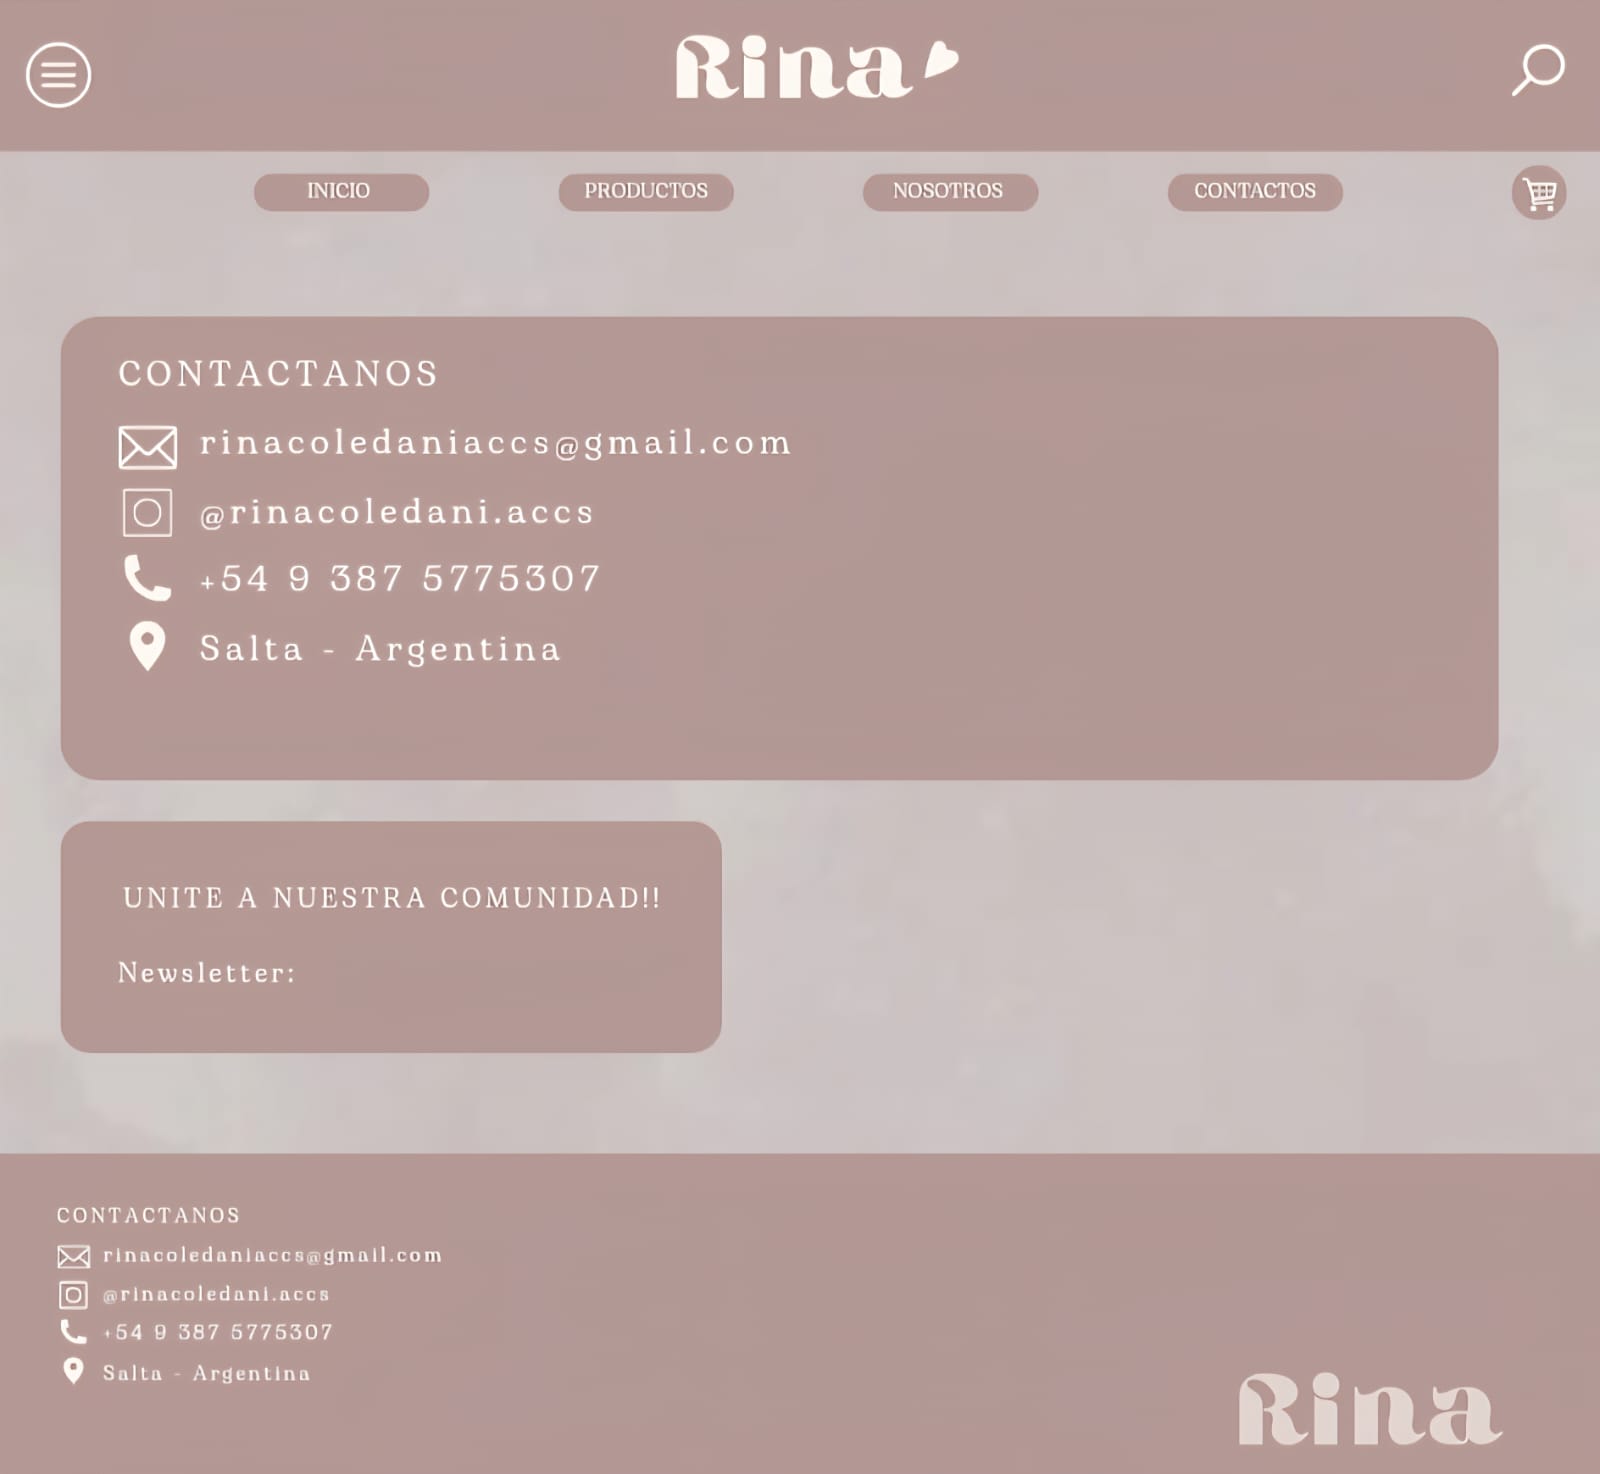 Rina
INICIO
PRODUCTOS
NOSOTROS
CONTACTOS
CONTACTANOS
rinacoledaniaccs@gmail.com
@rinacoledani.accs
+54 9 387 5775307
Salta - Argentina
UNITE A NUESTRA COMUNIDAD!!
Newsletter:
CONTACTANOS
rinacoledaniaccs@gmail.com
@rinacoledani.accs
+54 9 387 5775307
Salta - Argentina
Rina